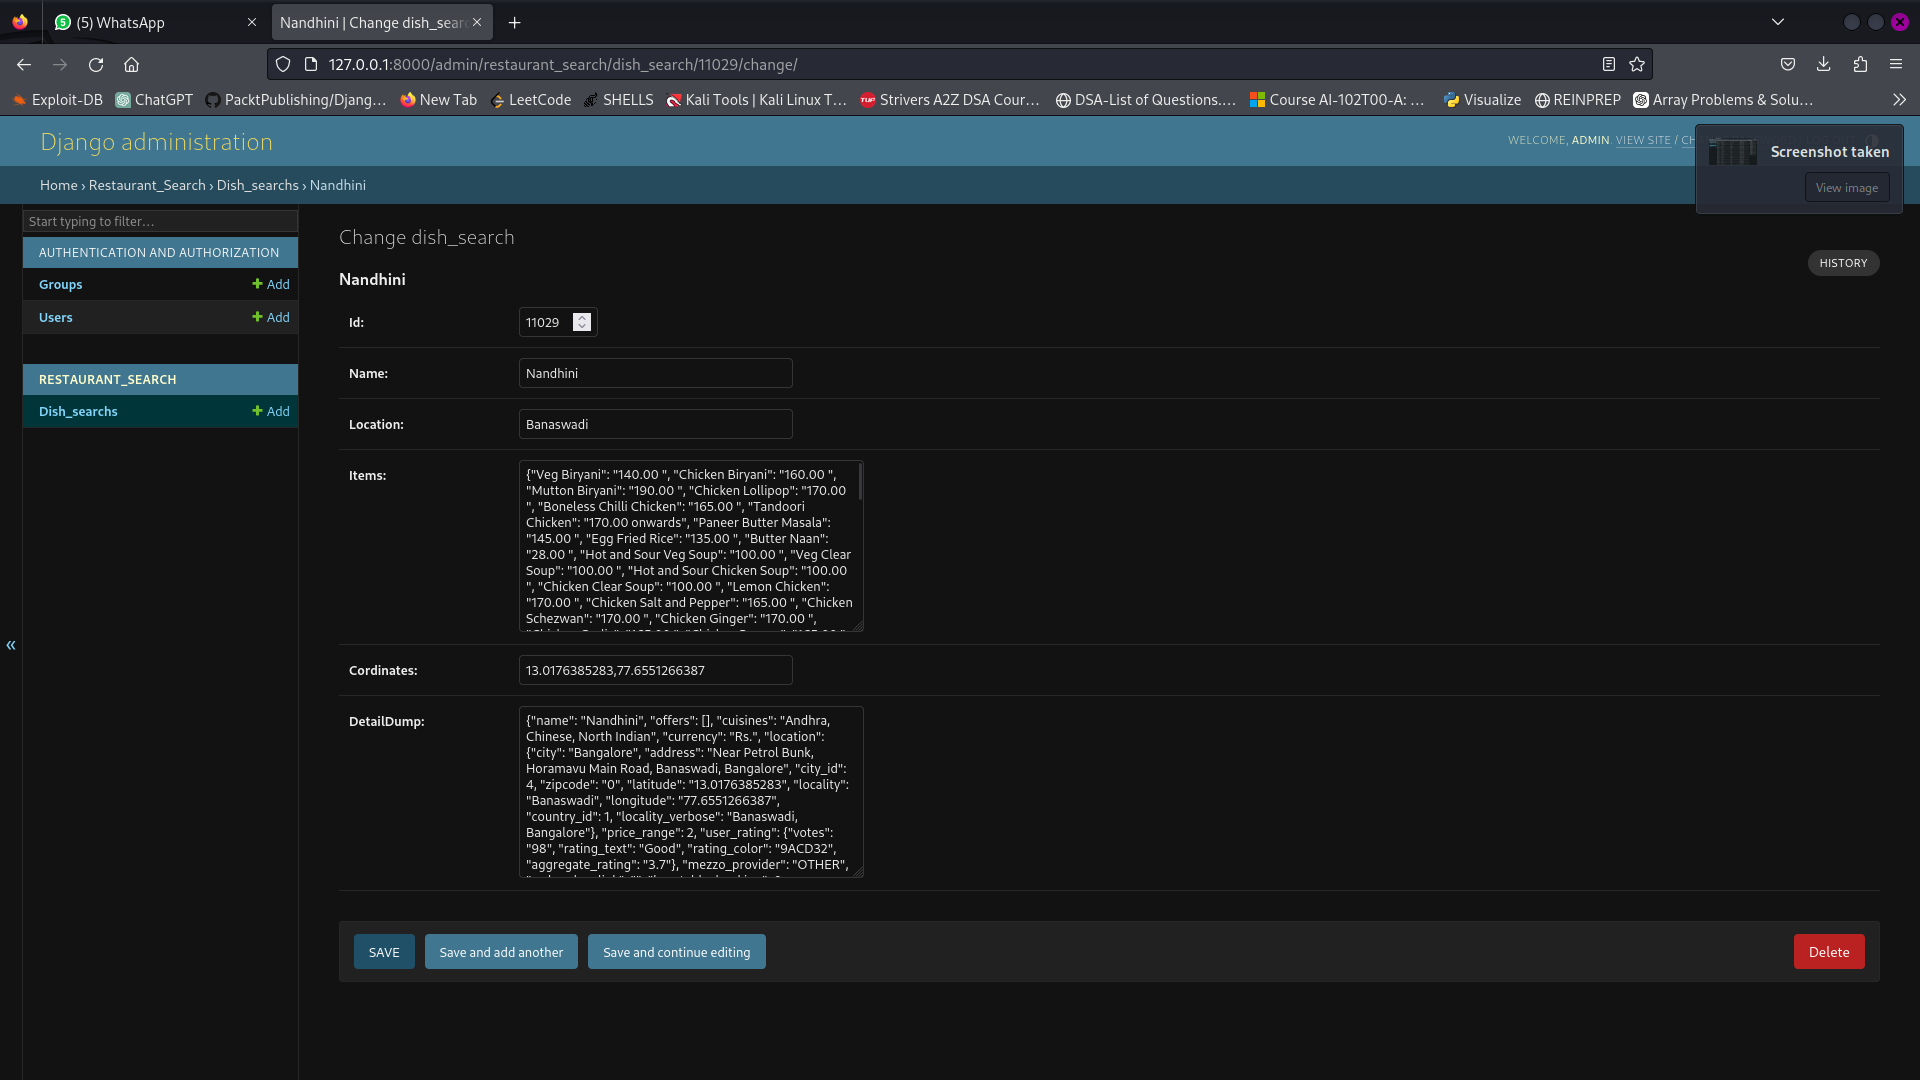 (5) WhatsApp
Nandhini | Change dish_sear
127.0.0.1:8000/admin/restaurant_search/dish_search/11029/change/
Exploit-DB ChatGPT PacktPublishing/Djang… New Tab LeetCode SHELLS Kali Tools | Kali Linux T… Strivers A2Z DSA Cour… DSA-List of Questions.… Course AI-102T00-A: … Visualize REINPREP Array Problems & Solu…
Django administration
WELCOME, ADMIN. VIEW SITE / CH
Screenshot taken
View image
Home › Restaurant_Search › Dish_searchs › Nandhini
Start typing to filter…
AUTHENTICATION AND AUTHORIZATION
Groups + Add
Users + Add
RESTAURANT_SEARCH
Dish_searchs + Add
«
Change dish_search
HISTORY
Nandhini
Id: 11029
Name: Nandhini
Location: Banaswadi
Items:
{"Veg Biryani": "140.00 ", "Chicken Biryani": "160.00 ",
"Mutton Biryani": "190.00 ", "Chicken Lollipop": "170.00
", "Boneless Chilli Chicken": "165.00 ", "Tandoori
Chicken": "170.00 onwards", "Paneer Butter Masala":
"145.00 ", "Egg Fried Rice": "135.00 ", "Butter Naan":
"28.00 ", "Hot and Sour Veg Soup": "100.00 ", "Veg Clear
Soup": "100.00 ", "Hot and Sour Chicken Soup": "100.00
", "Chicken Clear Soup": "100.00 ", "Lemon Chicken":
"170.00 ", "Chicken Salt and Pepper": "165.00 ", "Chicken
Schezwan": "170.00 ", "Chicken Ginger": "170.00 ",
Cordinates: 13.0176385283,77.6551266387
DetailDump:
{"name": "Nandhini", "offers": [], "cuisines": "Andhra,
Chinese, North Indian", "currency": "Rs.", "location":
{"city": "Bangalore", "address": "Near Petrol Bunk,
Horamavu Main Road, Banaswadi, Bangalore", "city_id":
4, "zipcode": "0", "latitude": "13.0176385283", "locality":
"Banaswadi", "longitude": "77.6551266387",
"country_id": 1, "locality_verbose": "Banaswadi,
Bangalore"}, "price_range": 2, "user_rating": {"votes":
"98", "rating_text": "Good", "rating_color": "9ACD32",
"aggregate_rating": "3.7"}, "mezzo_provider": "OTHER",
SAVE Save and add another Save and continue editing Delete